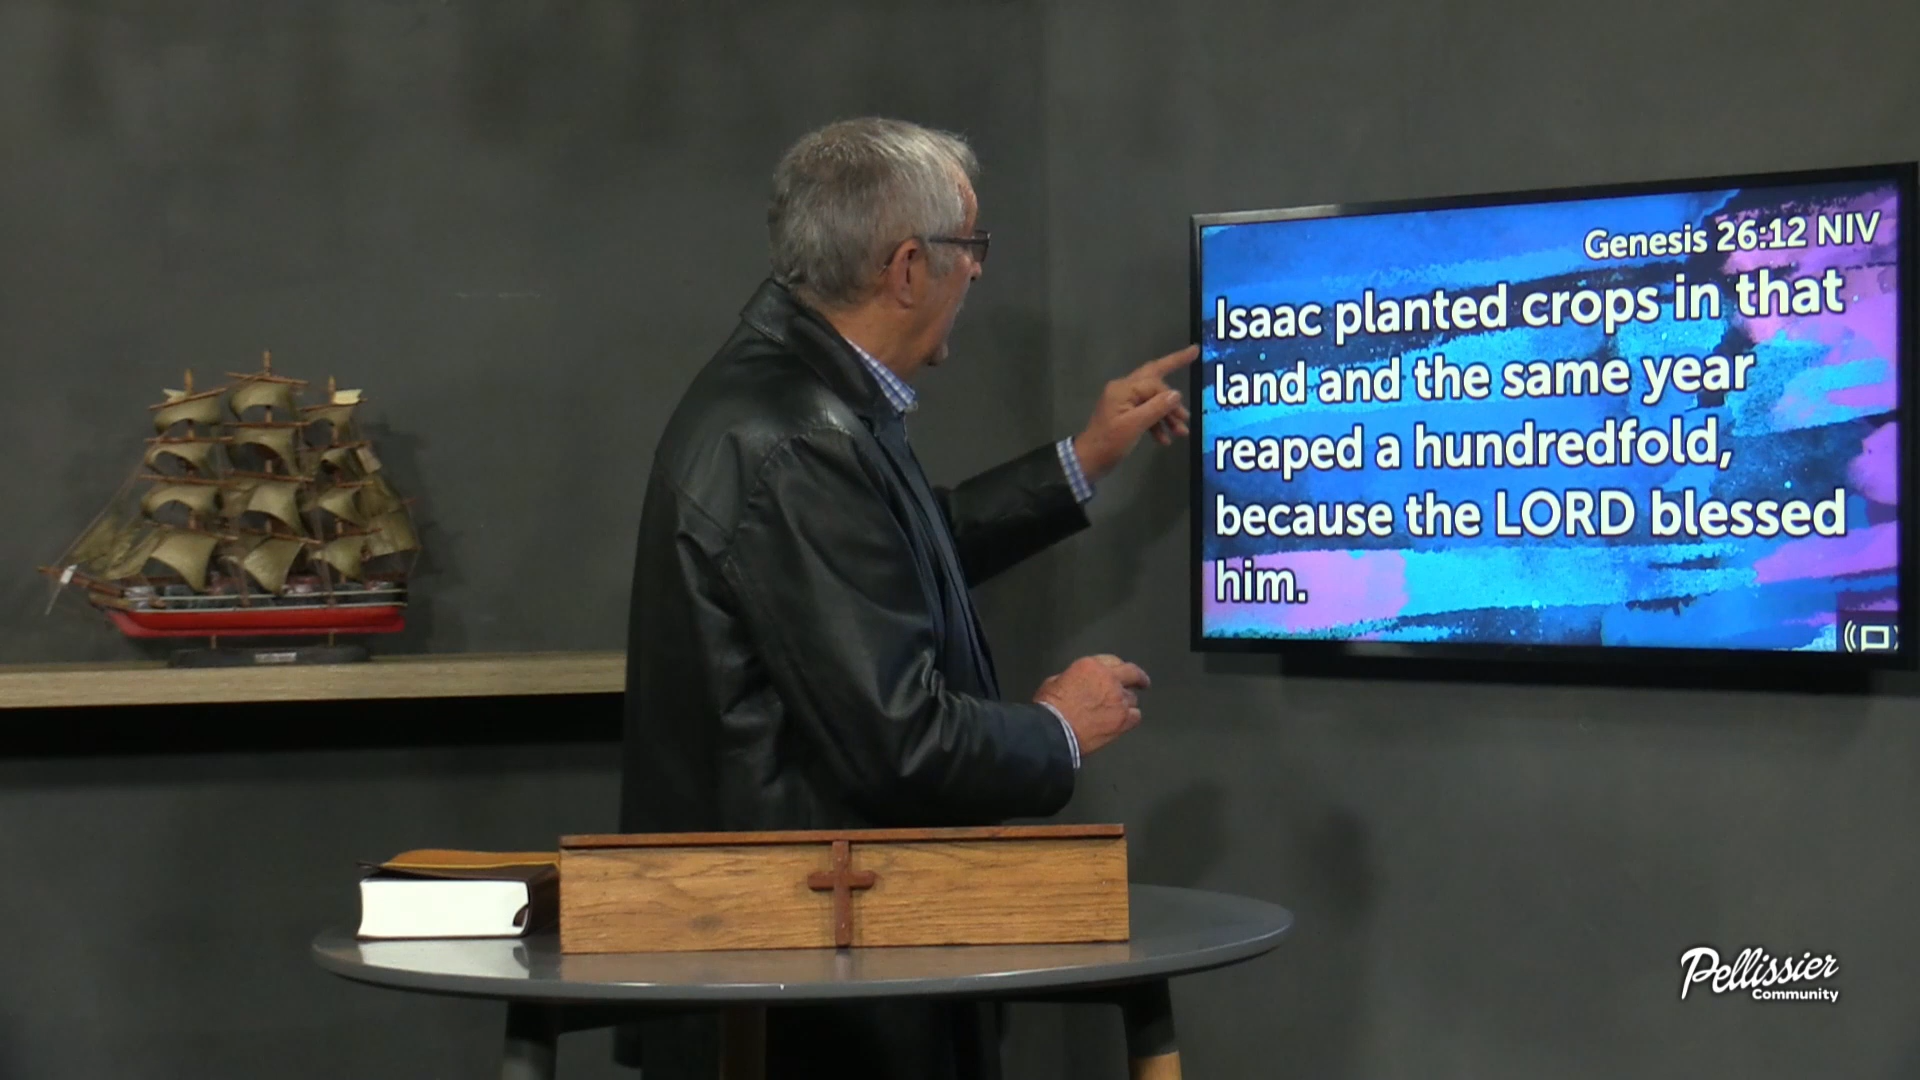 Genesis 26:12 NIV
Isaac planted crops in that
land and the same year
reaped a hundredfold,
because the LORD blessed
him.
Pellissier
Community